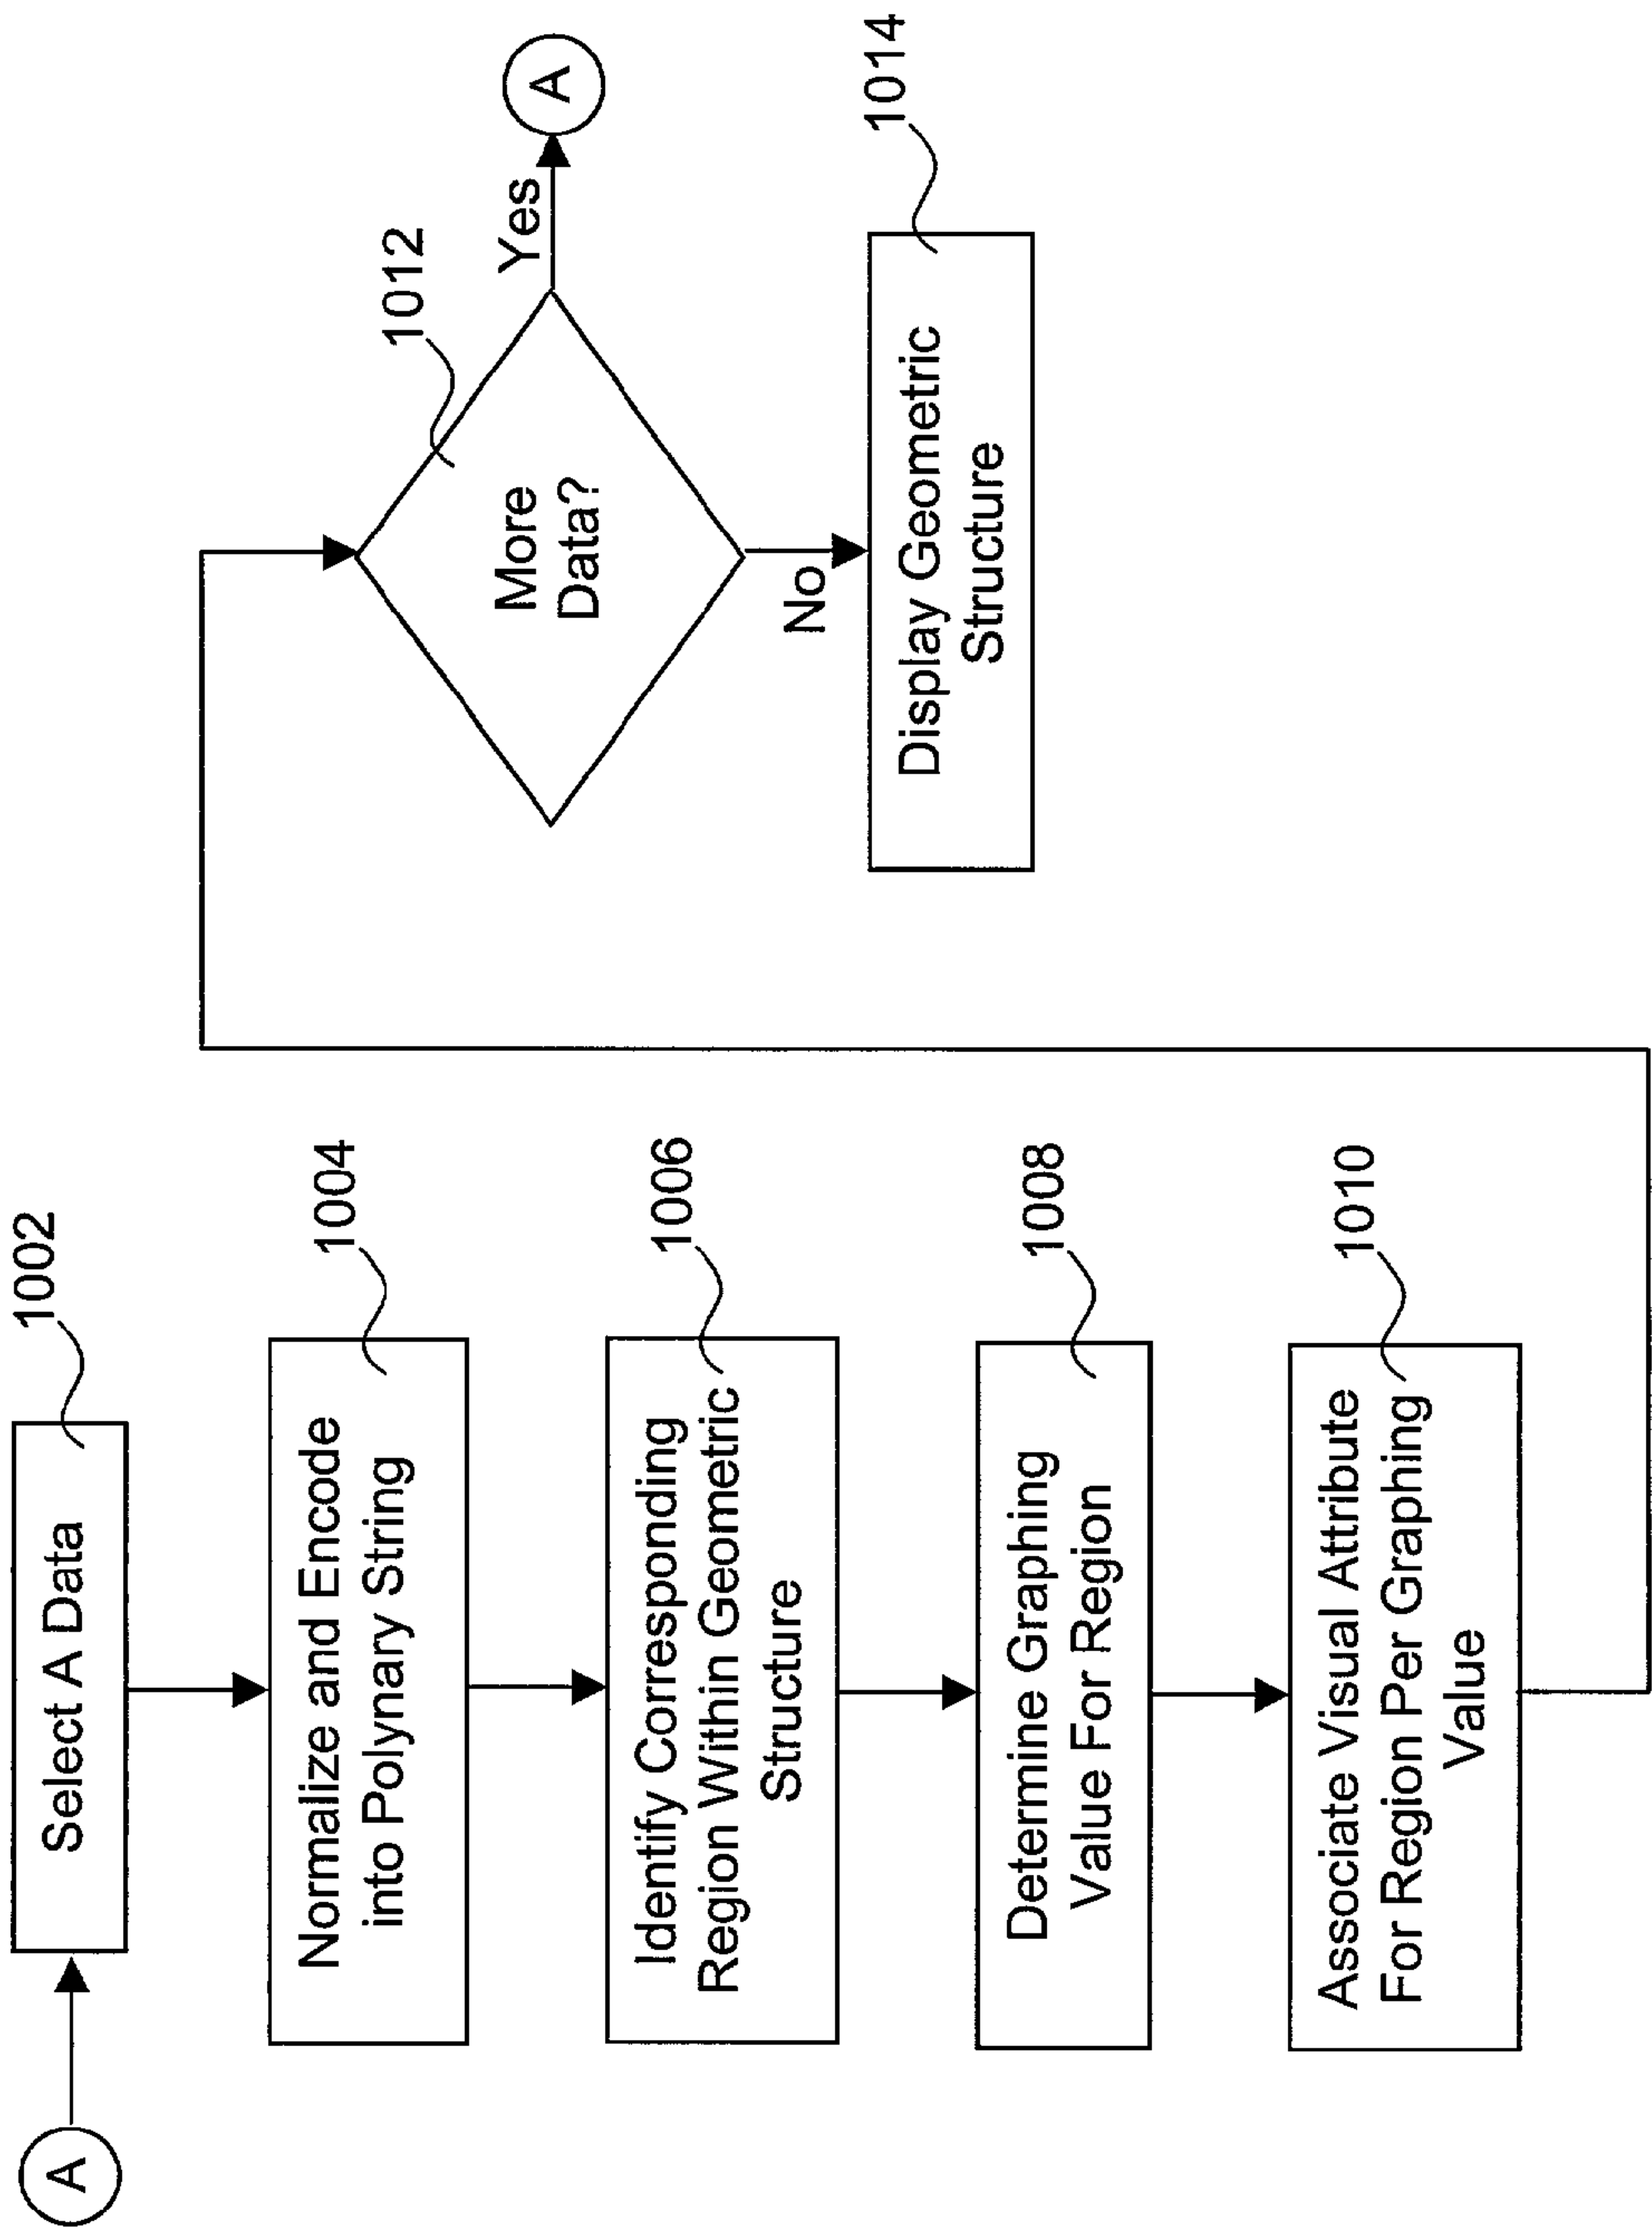 A
Select A Data
1002
Normalize and Encode
into Polynary String
1004
Identify Corresponding
Region Within Geometric
Structure
1006
Determine Graphing
Value For Region
1008
Associate Visual Attribute
For Region Per Graphing
Value
1010
More
Data?
1012
Yes
A
No
Display Geometric
Structure
1014